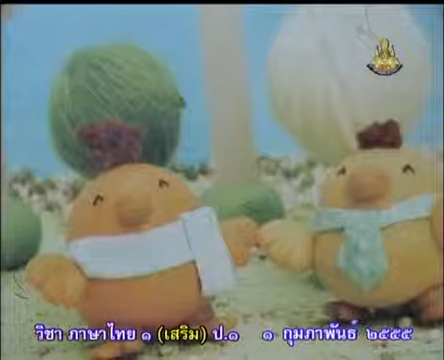 วิชา ภาษาไทย ๑ (เสริม) ป.๑ ๑ กุมภาพันธ์ ๒๕๕๕